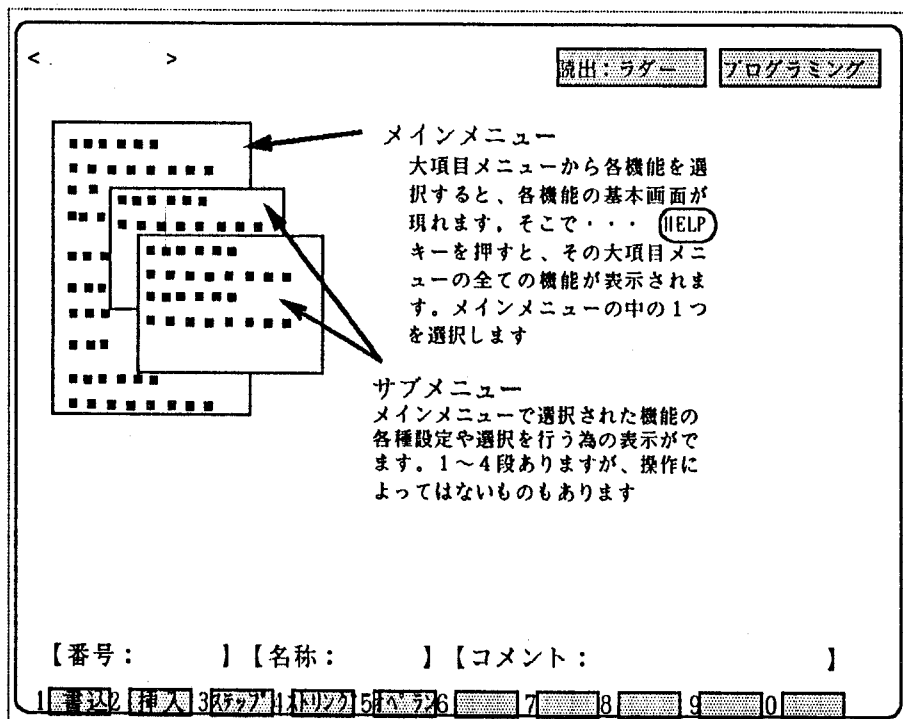 < >
読出：ラダー プログラミング
メインメニュー
大項目メニューから各機能を選
択すると、各機能の基本画面が
現れます。そこで・・・ HELP
キーを押すと、その大項目メニ
ューの全ての機能が表示されま
す。メインメニューの中の1つ
を選択します
サブメニュー
メインメニューで選択された機能の
各種設定や選択を行う為の表示がで
ます。1〜4段ありますが、操作に
よってはないものもあります
【番号： 】【名称： 】【コメント： 】
1 書込 2 挿入 3 ステップ 4 ストリング 5 オペラン 6 7 8 9 0